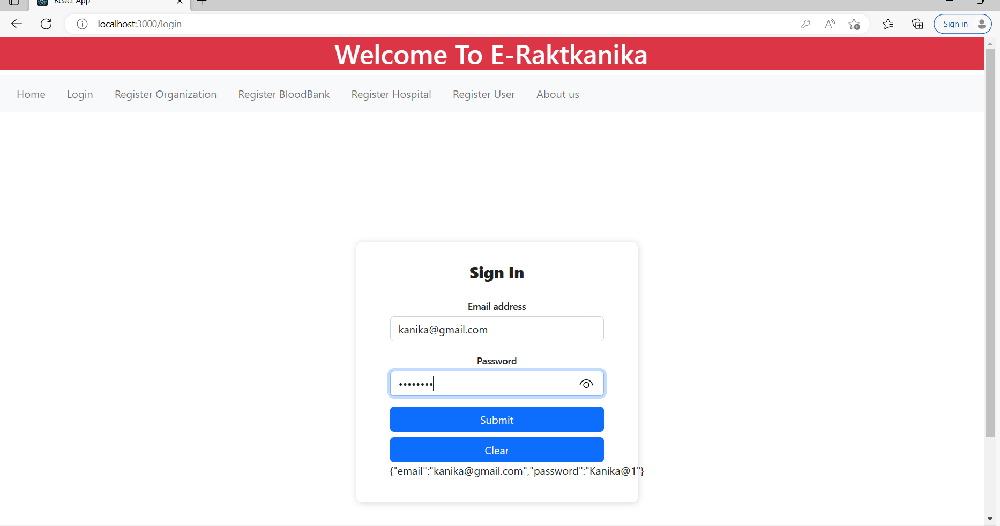 React App
localhost:3000/login
Sign in
Welcome To E-Raktkanika
Home Login Register Organization Register BloodBank Register Hospital Register User About us
Sign In
Email address
kanika@gmail.com
Password
••••••••
Submit
Clear
{"email":"kanika@gmail.com","password":"Kanika@1"}